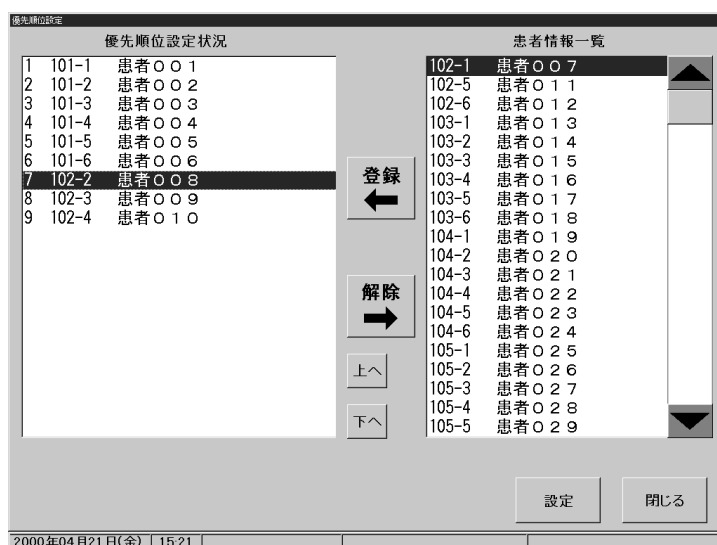 優先順位設定
優先順位設定状況
1 101-1 患者００１
2 101-2 患者００２
3 101-3 患者００３
4 101-4 患者００４
5 101-5 患者００５
6 101-6 患者００６
7 102-2 患者００８
8 102-3 患者００９
9 102-4 患者０１０
登録
解除
上へ
下へ
患者情報一覧
102-1 患者００７
102-5 患者０１１
102-6 患者０１２
103-1 患者０１３
103-2 患者０１４
103-3 患者０１５
103-4 患者０１６
103-5 患者０１７
103-6 患者０１８
104-1 患者０１９
104-2 患者０２０
104-3 患者０２１
104-4 患者０２２
104-5 患者０２３
104-6 患者０２４
105-1 患者０２５
105-2 患者０２６
105-3 患者０２７
105-4 患者０２８
105-5 患者０２９
設定
閉じる
2000年04月21日(金) 15:21